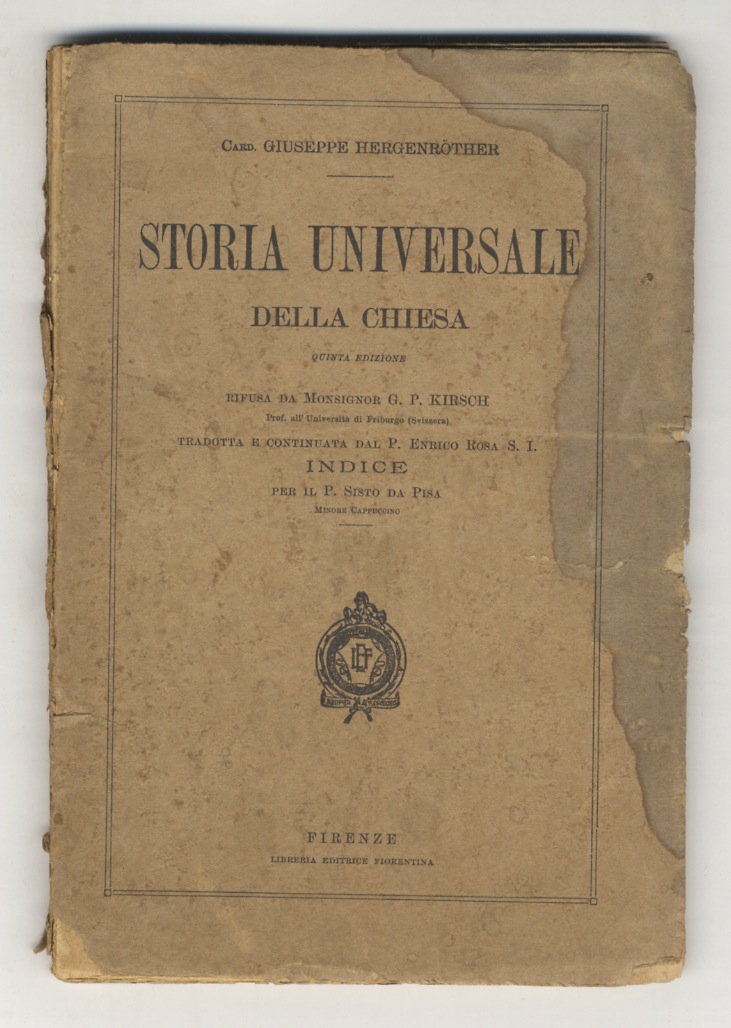 Card. GIUSEPPE HERGENRÖTHER
STORIA UNIVERSALE
DELLA CHIESA
QUINTA EDIZIONE
RIFUSA DA Monsignor G. P. KIRSCH
Prof. all' Università di Friburgo (Svizzera)
TRADOTTA E CONTINUATA DAL P. Enrico Rosa S. I.
INDICE
PER IL P. Sisto da Pisa
Minore Cappuccino
FIRENZE
LIBRERIA EDITRICE FIORENTINA